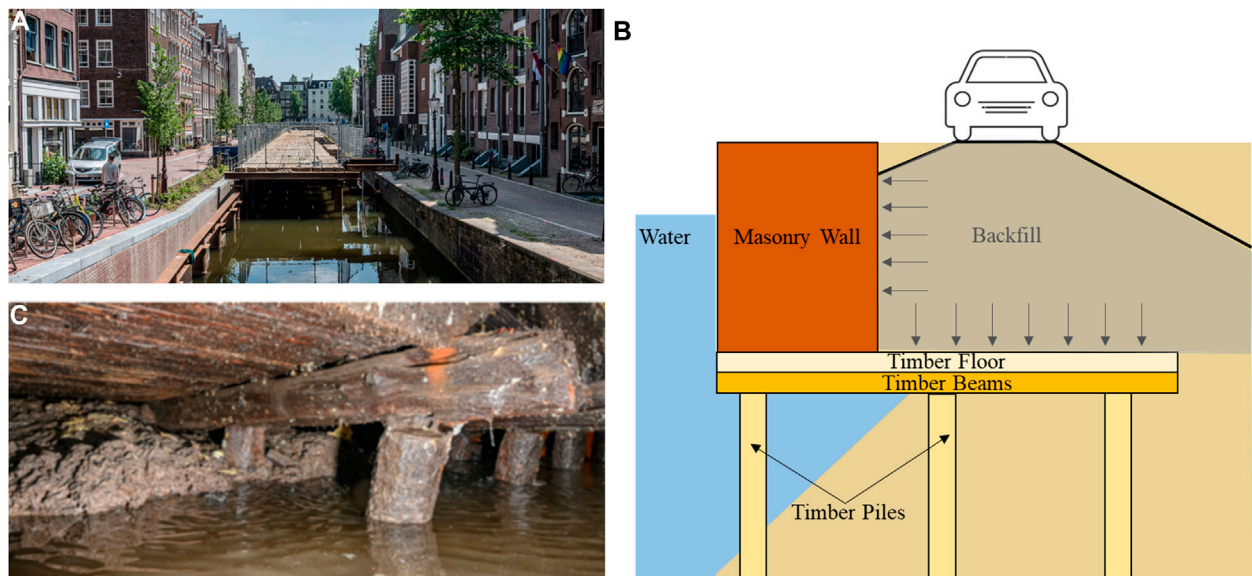 A
B
C
Water
Masonry Wall
Backfill
Timber Floor
Timber Beams
Timber Piles